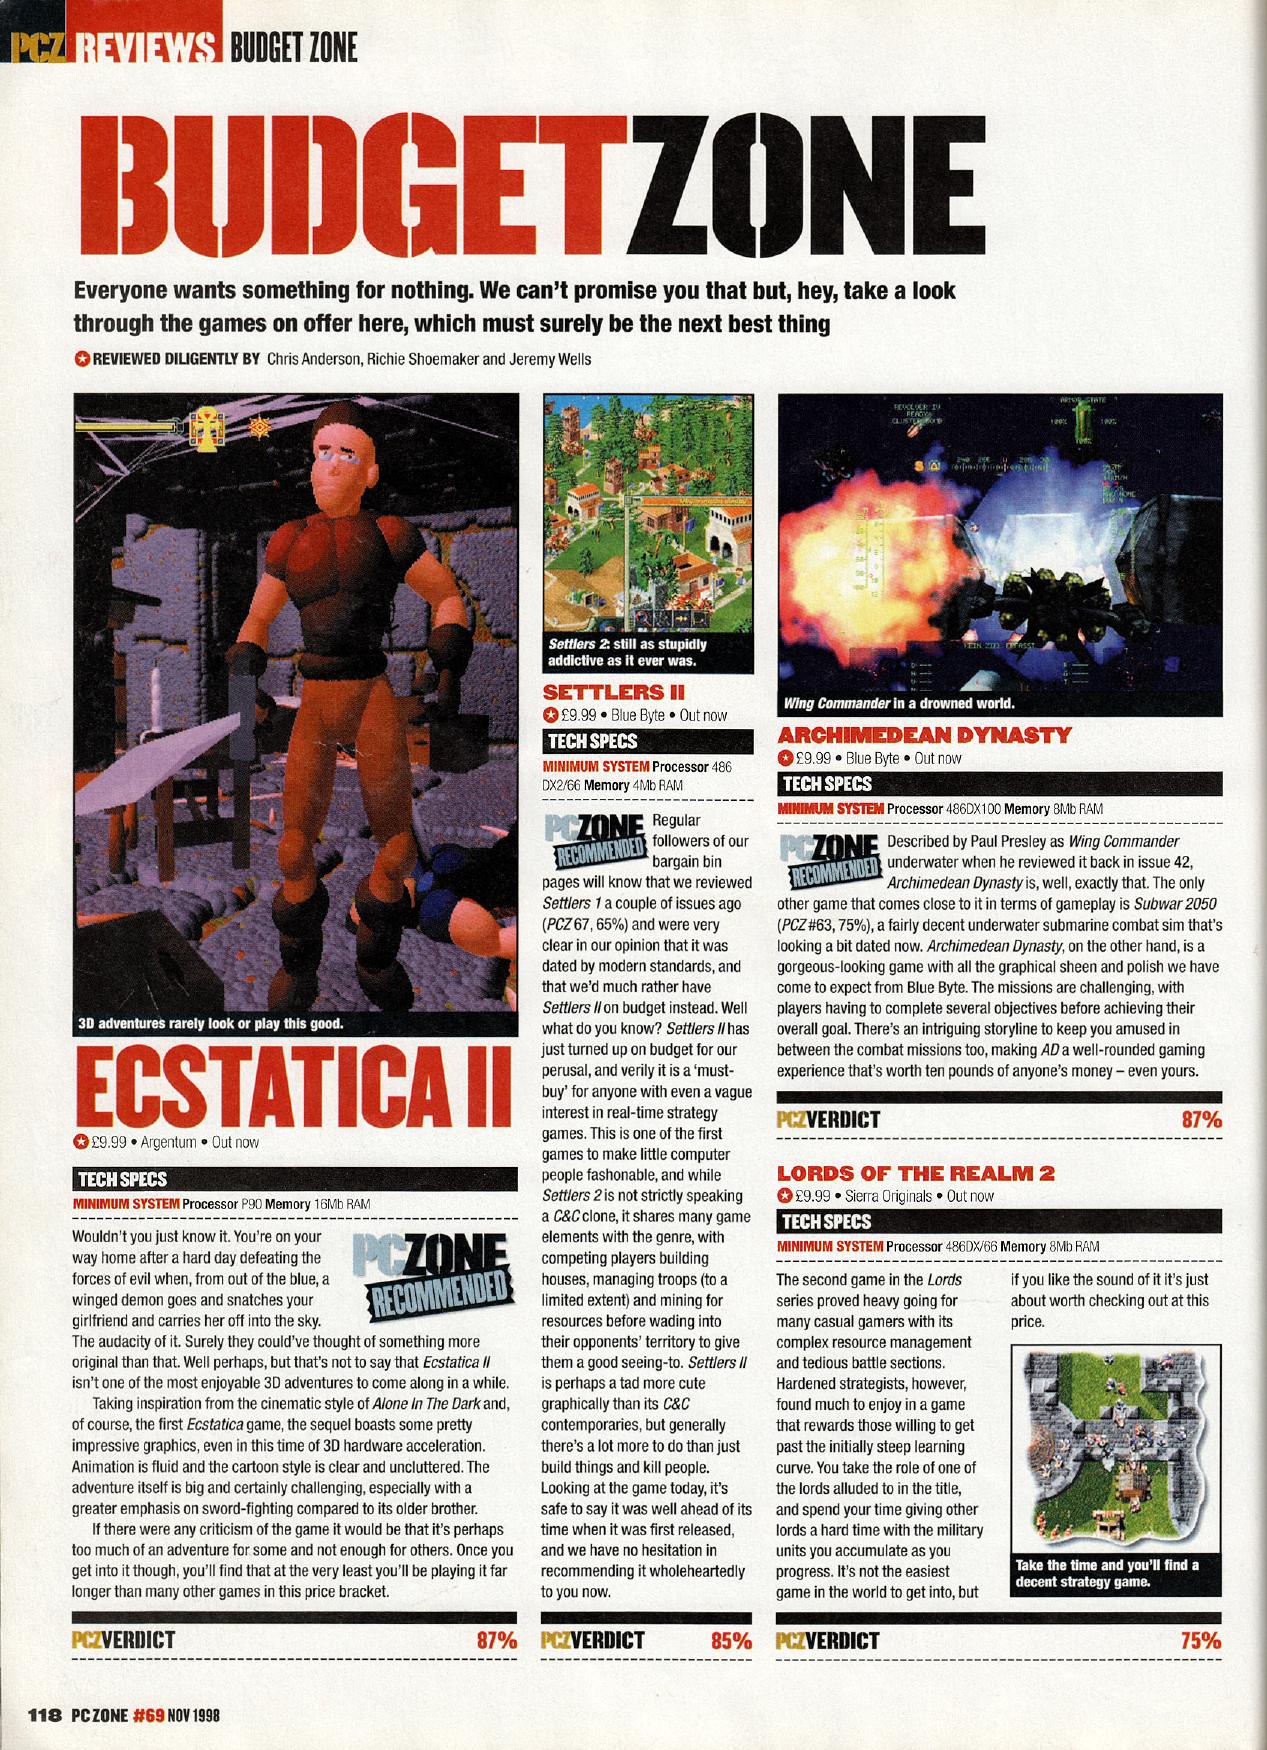 PCZ REVIEWS BUDGET ZONE
BUDGETZONE
Everyone wants something for nothing. We can't promise you that but, hey, take a look
through the games on offer here, which must surely be the next best thing
REVIEWED DILIGENTLY BY Chris Anderson, Richie Shoemaker and Jeremy Wells
3D adventures rarely look or play this good.
ECSTATICA II
£9.99 • Argentum • Out now
TECH SPECS
MINIMUM SYSTEM Processor P90 Memory 16Mb RAM
PCZONE
RECOMMENDED
Wouldn't you just know it. You're on your
way home after a hard day defeating the
forces of evil when, from out of the blue, a
winged demon goes and snatches your
girlfriend and carries her off into the sky.
The audacity of it. Surely they could've thought of something more
original than that. Well perhaps, but that's not to say that Ecstatica II
isn't one of the most enjoyable 3D adventures to come along in a while.
Taking inspiration from the cinematic style of Alone In The Dark and,
of course, the first Ecstatica game, the sequel boasts some pretty
impressive graphics, even in this time of 3D hardware acceleration.
Animation is fluid and the cartoon style is clear and uncluttered. The
adventure itself is big and certainly challenging, especially with a
greater emphasis on sword-fighting compared to its older brother.
If there were any criticism of the game it would be that it's perhaps
too much of an adventure for some and not enough for others. Once you
get into it though, you'll find that at the very least you'll be playing it far
longer than many other games in this price bracket.
PCZVERDICT 87%
Settlers 2: still as stupidly
addictive as it ever was.
SETTLERS II
£9.99 • Blue Byte • Out now
TECH SPECS
MINIMUM SYSTEM Processor 486
DX2/66 Memory 4Mb RAM
PCZONE
RECOMMENDED
Regular
followers of our
bargain bin
pages will know that we reviewed
Settlers 1 a couple of issues ago
(PCZ 67, 65%) and were very
clear in our opinion that it was
dated by modern standards, and
that we'd much rather have
Settlers II on budget instead. Well
what do you know? Settlers II has
just turned up on budget for our
perusal, and verily it is a 'must-
buy' for anyone with even a vague
interest in real-time strategy
games. This is one of the first
games to make little computer
people fashonable, and while
Settlers 2 is not strictly speaking
a C&C clone, it shares many game
elements with the genre, with
competing players building
houses, managing troops (to a
limited extent) and mining for
resources before wading into
their opponents' territory to give
them a good seeing-to. Settlers II
is perhaps a tad more cute
graphically than its C&C
contemporaries, but generally
there's a lot more to do than just
build things and kill people.
Looking at the game today, it's
safe to say it was well ahead of its
time when it was first released,
and we have no hesitation in
recommending it wholeheartedly
to you now.
PCZVERDICT 85%
REVOLVER IV
READY
ARMOR STATE
100% 100%
100%
Wing Commander in a drowned world.
ARCHIMEDEAN DYNASTY
£9.99 • Blue Byte • Out now
TECH SPECS
MINIMUM SYSTEM Processor 486DX100 Memory 8Mb RAM
PCZONE
RECOMMENDED
Described by Paul Presley as Wing Commander
underwater when he reviewed it back in issue 42,
Archimedean Dynasty is, well, exactly that. The only
other game that comes close to it in terms of gameplay is Subwar 2050
(PCZ #63, 75%), a fairly decent underwater submarine combat sim that's
looking a bit dated now. Archimedean Dynasty, on the other hand, is a
gorgeous-looking game with all the graphical sheen and polish we have
come to expect from Blue Byte. The missions are challenging, with
players having to complete several objectives before achieving their
overall goal. There's an intriguing storyline to keep you amused in
between the combat missions too, making AD a well-rounded gaming
experience that's worth ten pounds of anyone's money – even yours.
PCZVERDICT 87%
LORDS OF THE REALM 2
£9.99 • Sierra Originals • Out now
TECH SPECS
MINIMUM SYSTEM Processor 486DX/66 Memory 8Mb RAM
The second game in the Lords
series proved heavy going for
many casual gamers with its
complex resource management
and tedious battle sections.
Hardened strategists, however,
found much to enjoy in a game
that rewards those willing to get
past the initially steep learning
curve. You take the role of one of
the lords alluded to in the title,
and spend your time giving other
lords a hard time with the military
units you accumulate as you
progress. It's not the easiest
game in the world to get into, but
if you like the sound of it it's just
about worth checking out at this
price.
Take the time and you'll find a
decent strategy game.
PCZVERDICT 75%
118 PC ZONE #69 NOV 1998